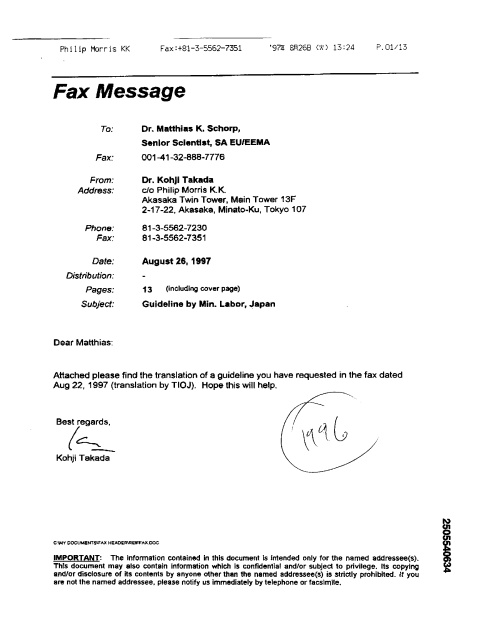 Philip Morris KK Fax:+81-3-5562-7351 '97年 8月26日 (火) 13:24 P.01/13
Fax Message
To: Dr. Matthias K. Schorp,
Senior Scientist, SA EU/EEMA
Fax: 001-41-32-888-7776
From: Dr. Kohji Takada
Address: c/o Philip Morris K.K.
Akasaka Twin Tower, Main Tower 13F
2-17-22, Akasaka, Minato-Ku, Tokyo 107
Phone: 81-3-5562-7230
Fax: 81-3-5562-7351
Date: August 26, 1997
Distribution: -
Pages: 13 (including cover page)
Subject: Guideline by Min. Labor, Japan
Dear Matthias:
Attached please find the translation of a guideline you have requested in the fax dated
Aug 22, 1997 (translation by TIOJ). Hope this will help.
Best regards,
1996
Kohji Takada
C:\MY DOCUMENTS\FAX HEADER\REFFAX.DOC
IMPORTANT: The information contained in this document is intended only for the named addressee(s).
This document may also contain information which is confidential and/or subject to privilege. Its copying
and/or disclosure of its contents by anyone other than the named addressee(s) is strictly prohibited. If you
are not the named addressee, please notify us immediately by telephone or facsimile.
2505540634